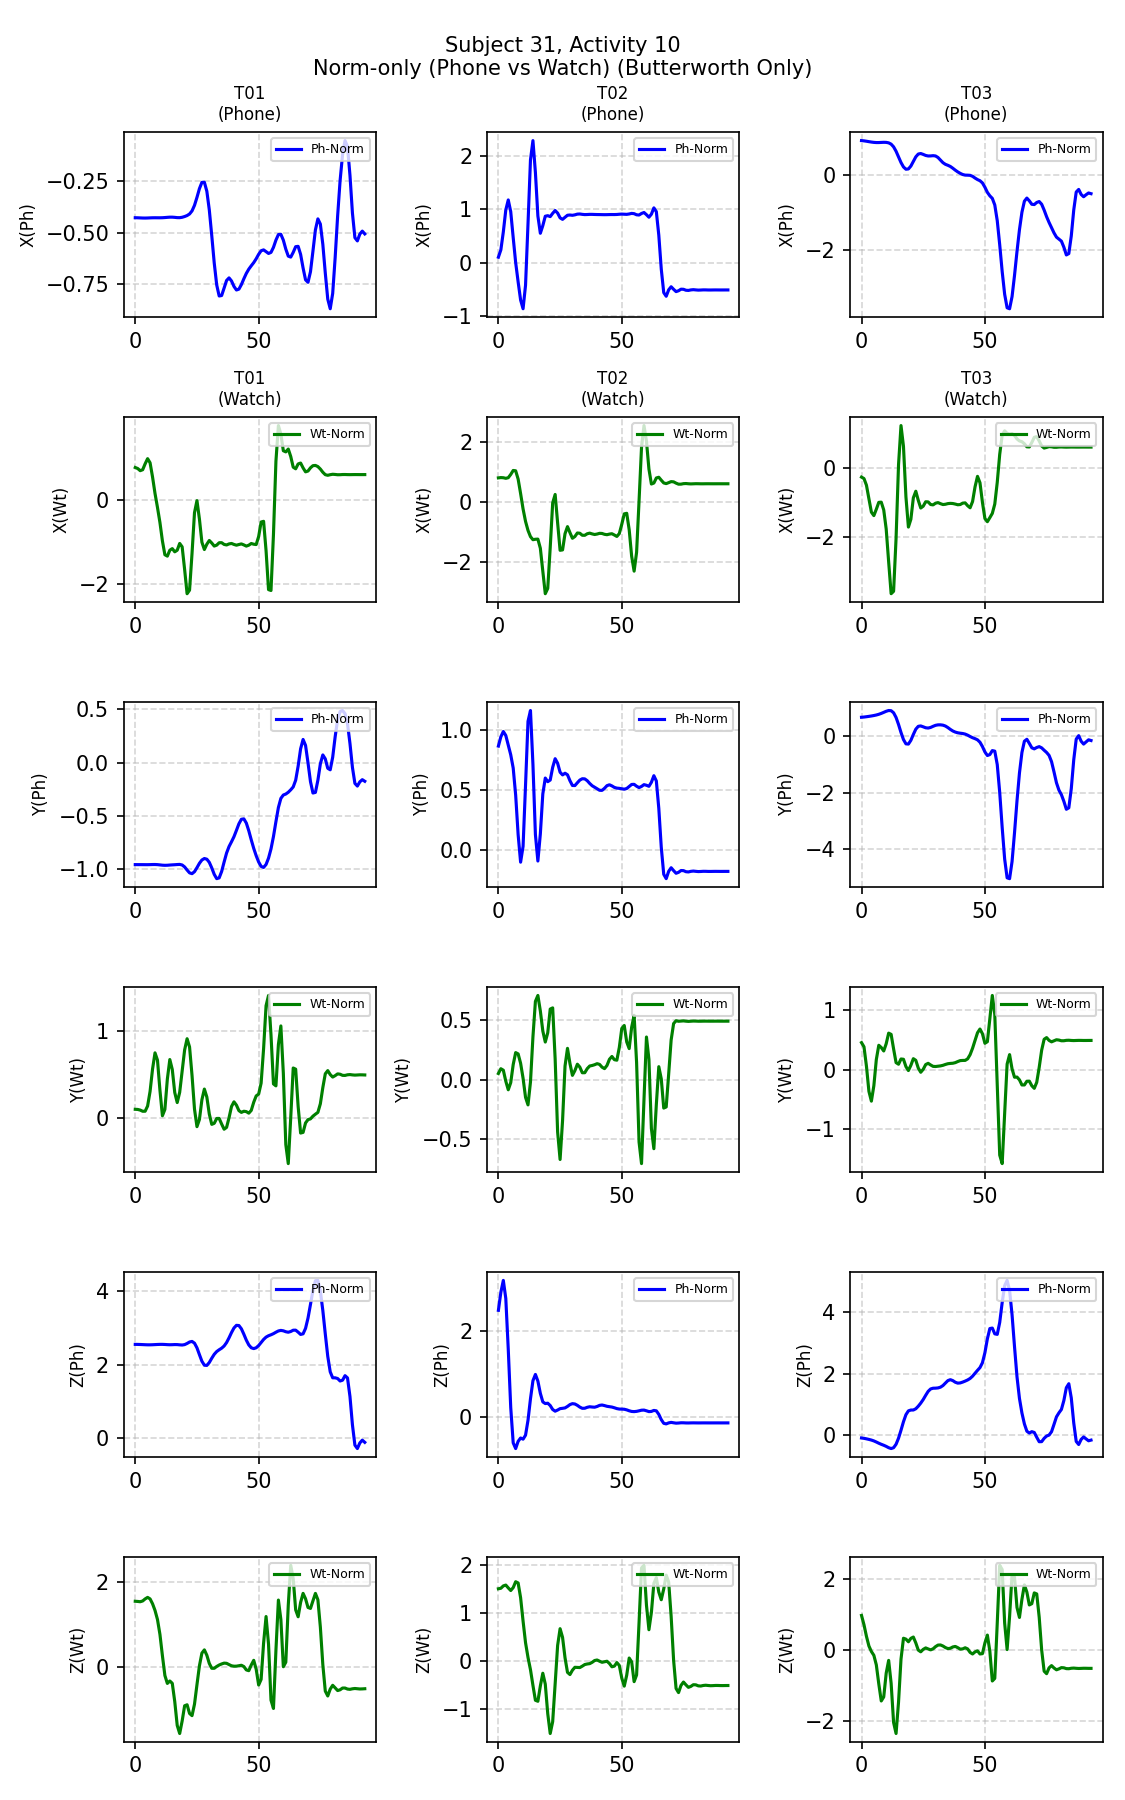 Subject 31, Activity 10
Norm-only (Phone vs Watch) (Butterworth Only)
T01
(Phone)
T02
(Phone)
T03
(Phone)
X(Ph)
−0.25
−0.50
−0.75
0
50
Ph-Norm
X(Ph)
2
1
0
−1
0
50
Ph-Norm
X(Ph)
0
−2
0
50
Ph-Norm
T01
(Watch)
T02
(Watch)
T03
(Watch)
X(Wt)
0
−2
0
50
Wt-Norm
X(Wt)
2
0
−2
0
50
Wt-Norm
X(Wt)
0
−2
0
50
Wt-Norm
Y(Ph)
0.5
0.0
−0.5
−1.0
0
50
Ph-Norm
Y(Ph)
1.0
0.5
0.0
0
50
Ph-Norm
Y(Ph)
0
−2
−4
0
50
Ph-Norm
Y(Wt)
1
0
0
50
Wt-Norm
Y(Wt)
0.5
0.0
−0.5
0
50
Wt-Norm
Y(Wt)
1
0
−1
0
50
Wt-Norm
Z(Ph)
4
2
0
0
50
Ph-Norm
Z(Ph)
2
0
0
50
Ph-Norm
Z(Ph)
4
2
0
0
50
Ph-Norm
Z(Wt)
2
0
0
50
Wt-Norm
Z(Wt)
2
1
0
−1
0
50
Wt-Norm
Z(Wt)
2
0
−2
0
50
Wt-Norm